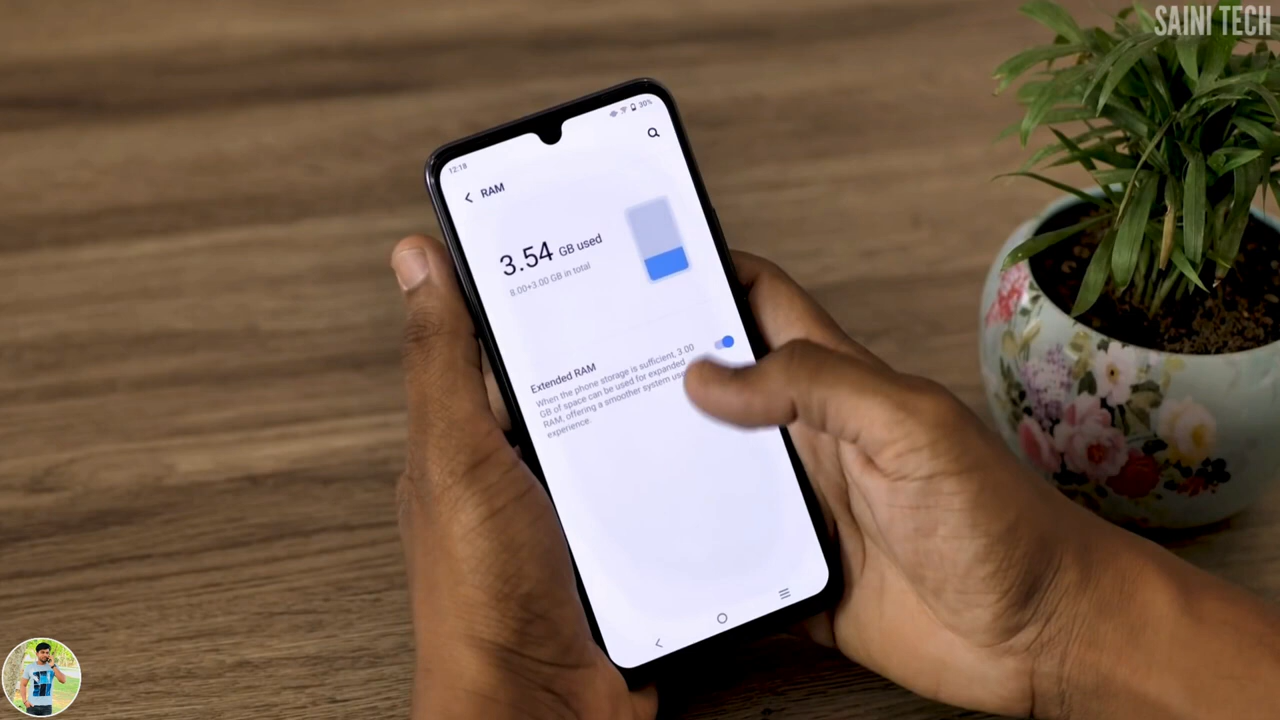 SAINI TECH
12:18
30%
RAM
3.54 GB used
8.00+3.00 GB in total
Extended RAM
When the phone storage is sufficient, 3.00
GB of space can be used for expanded
RAM, offering a smoother system use
experience.